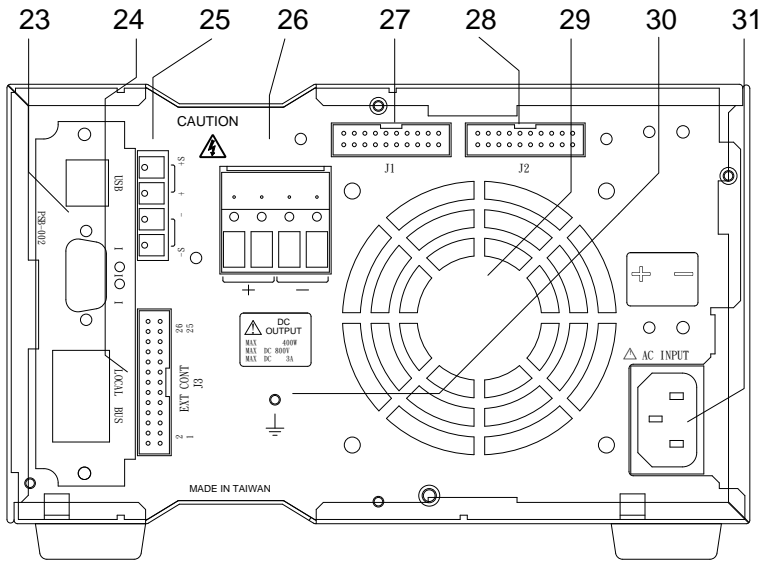 23 24 25 26 27 28 29 30 31
CAUTION
USB
+S
+
-
-S
J1
J2
PSB-002
I
I
I
+ −
+ −
DC
OUTPUT
MAX 400W
MAX DC 800V
MAX DC 3A
26
25
EXT CONT
J3
2
1
LOCAL BUS
AC INPUT
MADE IN TAIWAN